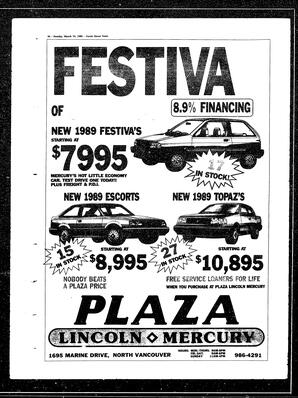 FESTIVA
OF
8.9% FINANCING
NEW 1989 FESTIVA'S
STARTING AT
$7995
MERCURY'S HOT LITTLE ECONOMY
CAR. TEST DRIVE ONE TODAY!
PLUS FREIGHT & P.D.I.
17
IN STOCK!
NEW 1989 ESCORTS
15
IN STOCK
STARTING AT
$8,995
NOBODY BEATS
A PLAZA PRICE
NEW 1989 TOPAZ'S
27
IN STOCK
STARTING AT
$10,895
FREE SERVICE LOANERS FOR LIFE
WHEN YOU PURCHASE AT PLAZA LINCOLN MERCURY
PLAZA
LINCOLN MERCURY
1695 MARINE DRIVE, NORTH VANCOUVER
HOURS
986-4291